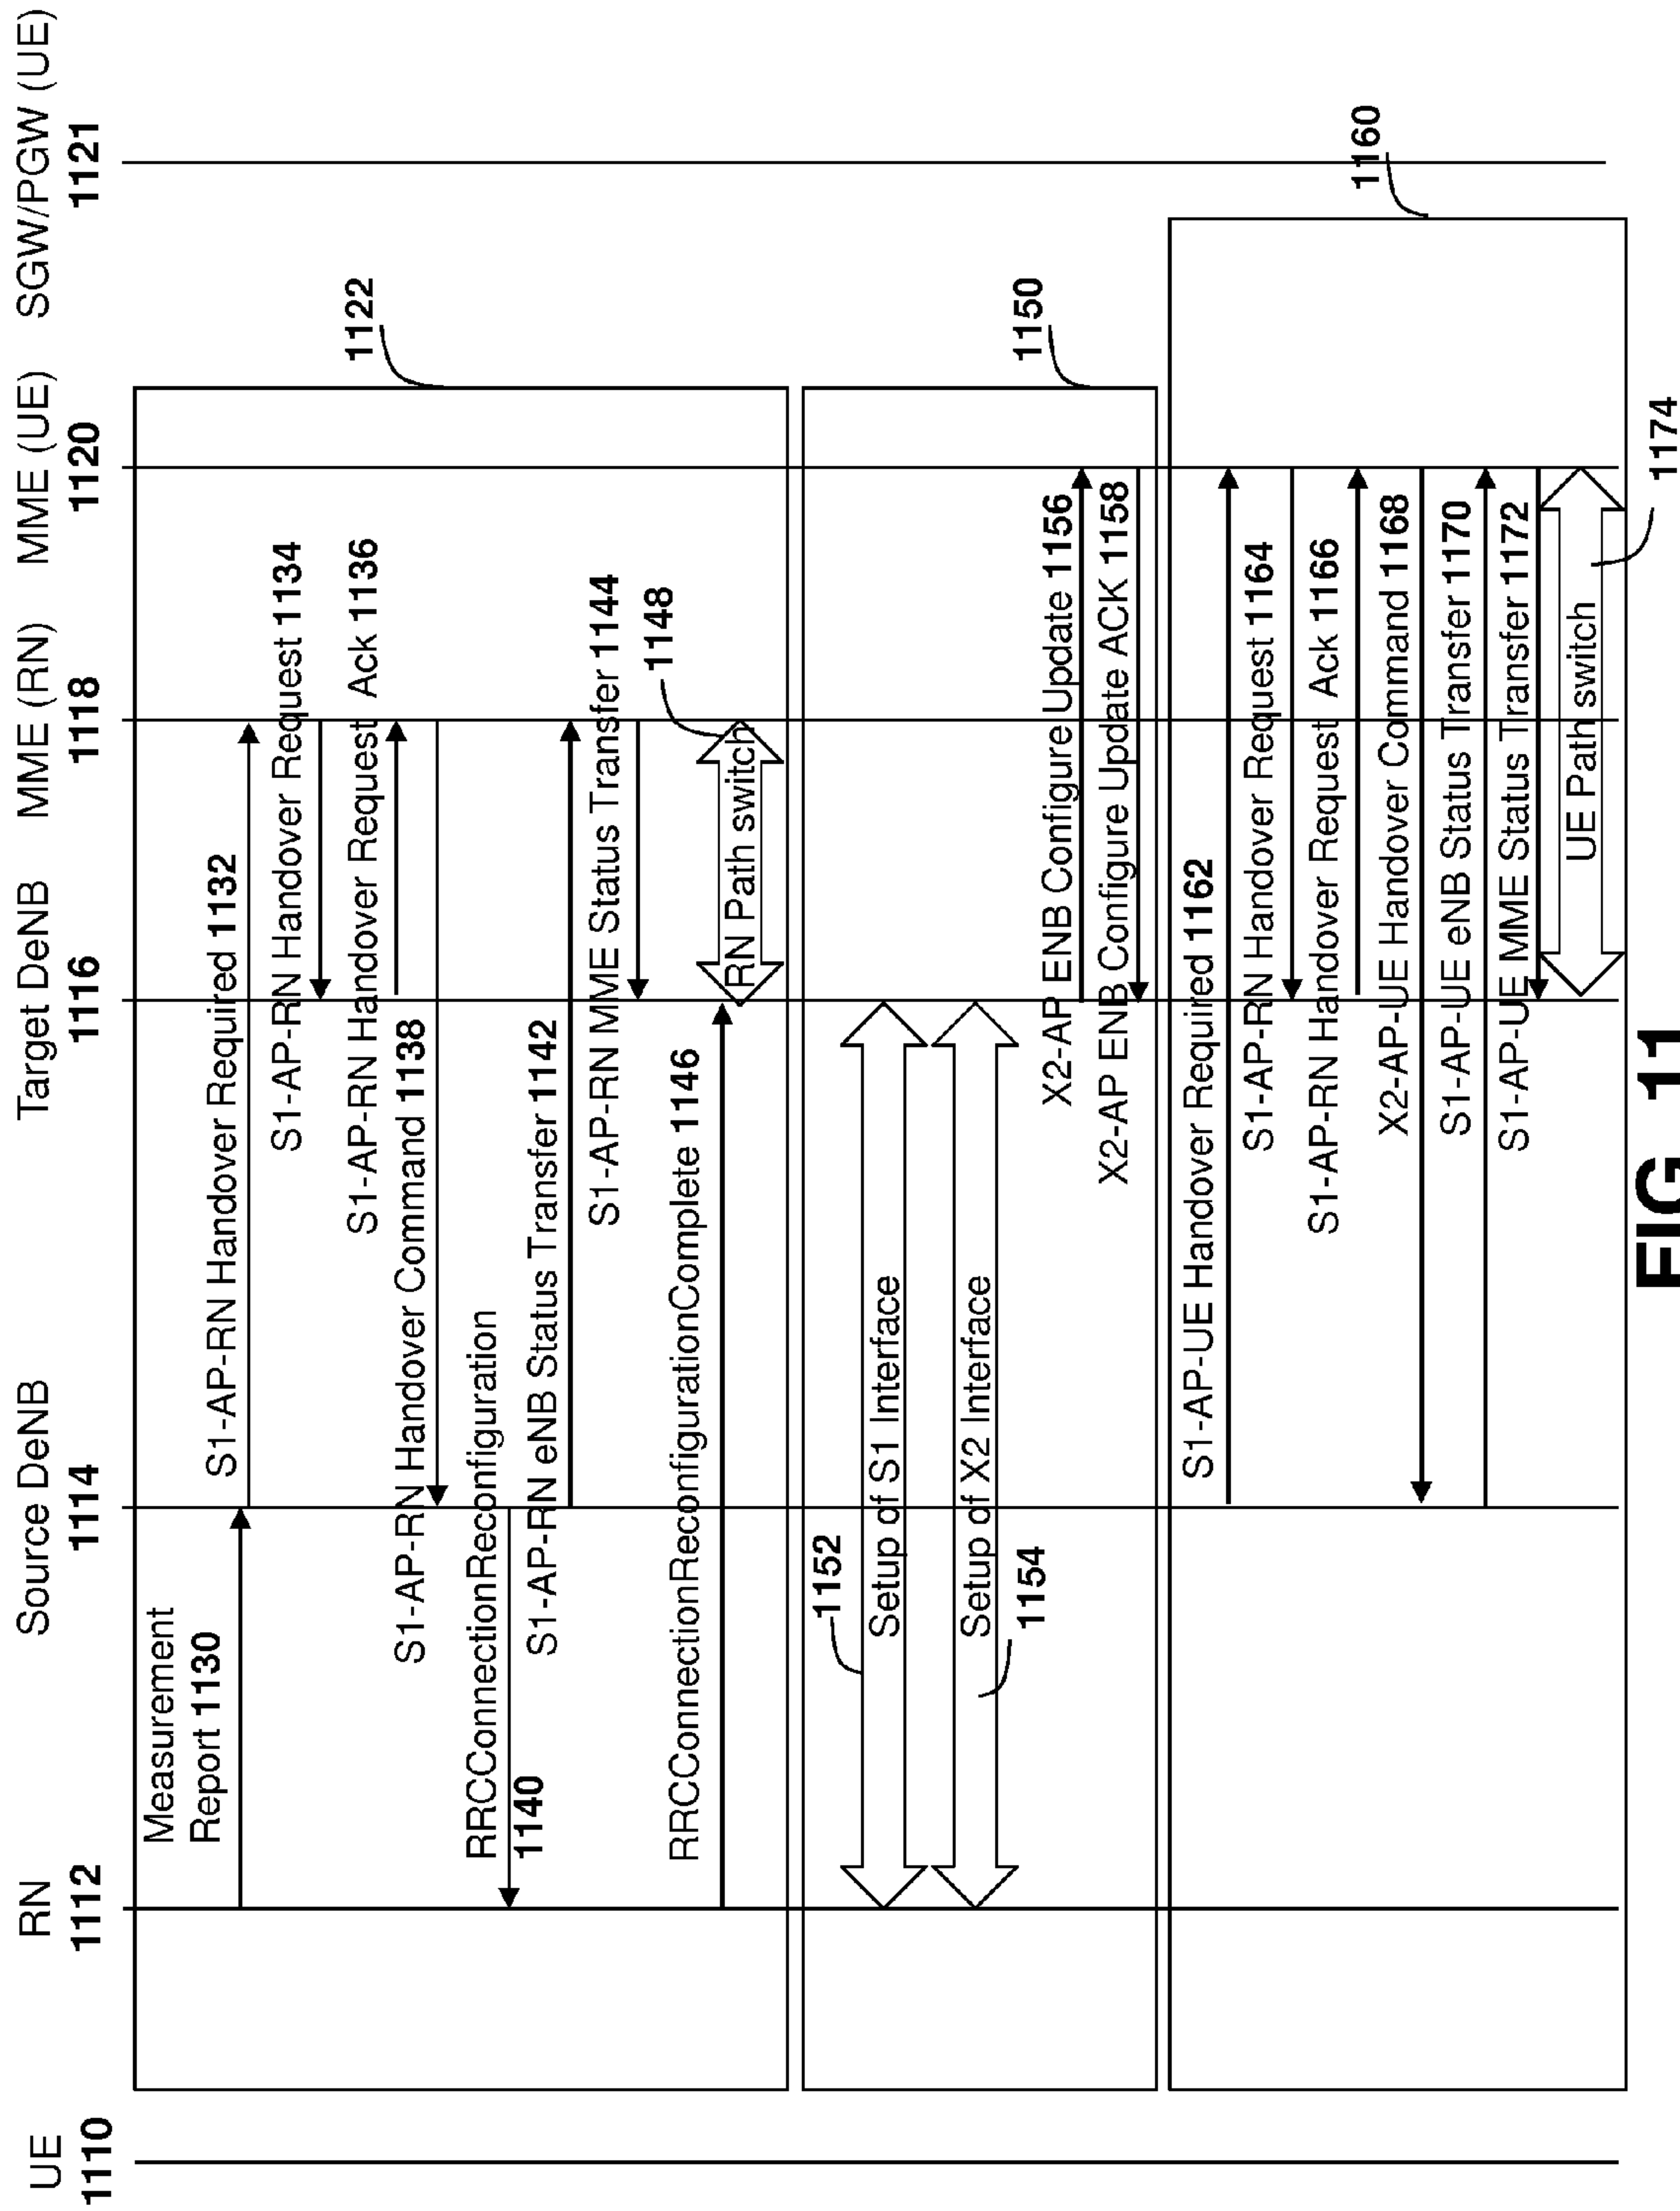 UE
1110
RN
1112
Source DeNB
1114
Target DeNB
1116
MME (RN)
1118
MME (UE)
1120
SGW/PGW (UE)
1121
1122
Measurement
Report 1130
S1-AP-RN Handover Required 1132
S1-AP-RN Handover Request 1134
S1-AP-RN Handover Request Ack 1136
S1-AP-RN Handover Command 1138
RRCConnectionReconfiguration
1140
S1-AP-RN eNB Status Transfer 1142
S1-AP-RN MME Status Transfer 1144
RRCConnectionReconfigurationComplete 1146
1148
RN Path switch
1150
1152
Setup of S1 Interface
Setup of X2 Interface
1154
X2-AP ENB Configure Update 1156
X2-AP ENB Configure Update ACK 1158
1160
S1-AP-UE Handover Required 1162
S1-AP-RN Handover Request 1164
S1-AP-RN Handover Request Ack 1166
X2-AP-UE Handover Command 1168
S1-AP-UE eNB Status Transfer 1170
S1-AP-UE MME Status Transfer 1172
UE Path switch
1174
FIG 11